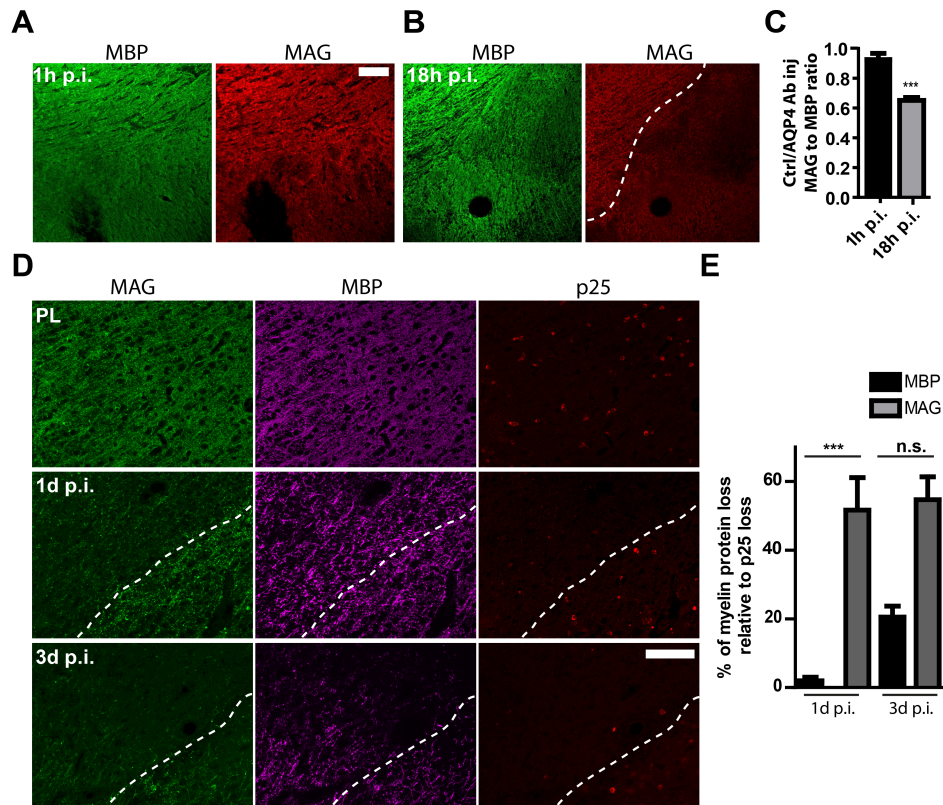 A
B
C
MBP
MAG
MBP
MAG
1h p.i.
18h p.i.
Ctrl/AQP4 Ab inj
MAG to MBP ratio
1.0
0.8
0.6
0.4
0.2
0.0
***
1h p.i.
18h p.i.
D
E
MAG
MBP
p25
PL
1d p.i.
3d p.i.
MBP
MAG
% of myelin protein loss
relative to p25 loss
60
40
20
0
***
n.s.
1d p.i.
3d p.i.